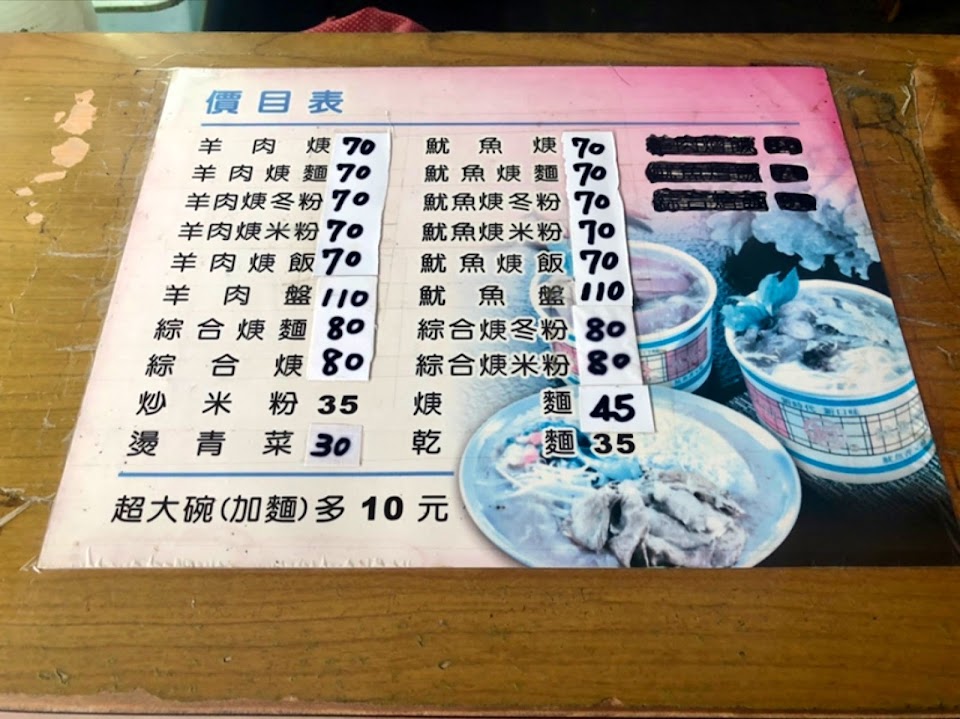 價目表
羊肉焿 70
羊肉焿麵 70
羊肉焿冬粉 70
羊肉焿米粉 70
羊肉焿飯 70
羊肉盤 110
綜合焿麵 80
綜合焿 80
炒米粉 35
燙青菜 30
魷魚焿 70
魷魚焿麵 70
魷魚焿冬粉 70
魷魚焿米粉 70
魷魚焿飯 70
魷魚盤 110
綜合焿冬粉 80
綜合焿米粉 80
焿麵 45
乾麵 35
超大碗(加麵)多 10 元